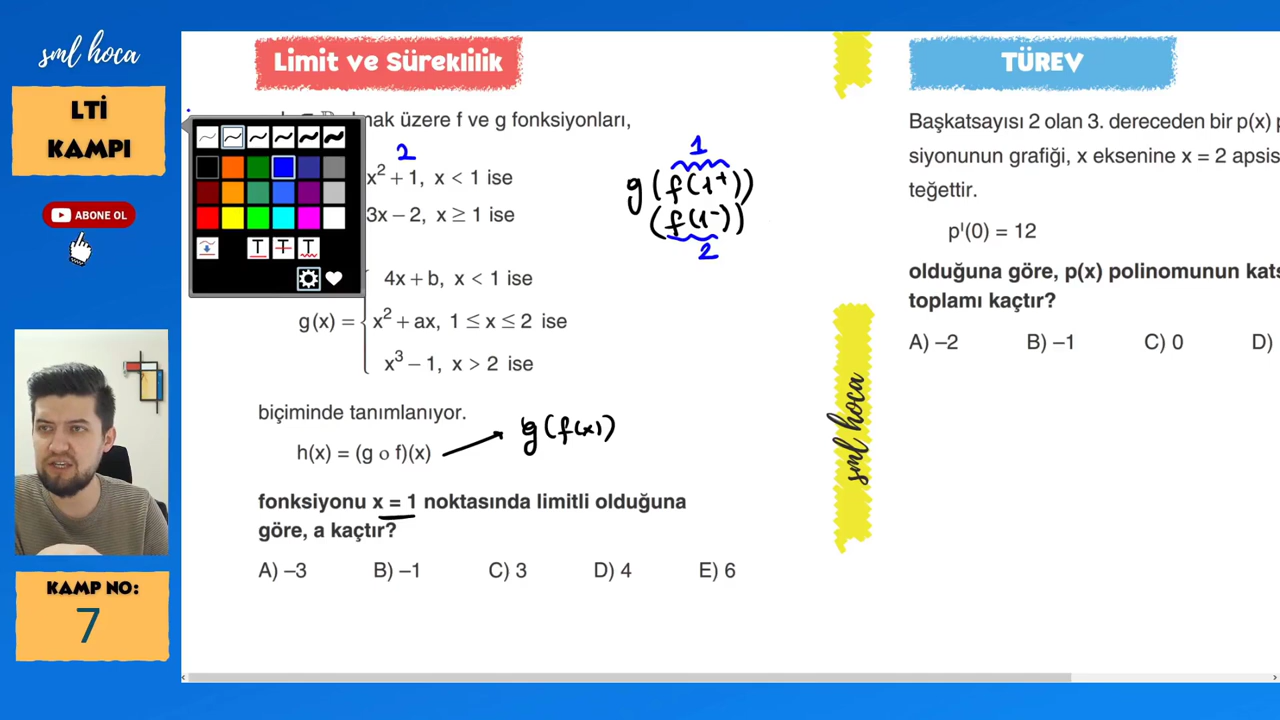 sml hoca
LTİ
KAMPI
ABONE OL
KAMP NO:
7
Limit ve Süreklilik
mak üzere f ve g fonksiyonları,
2
x² + 1, x < 1 ise
3x – 2, x ≥ 1 ise
4x + b, x < 1 ise
g(x) = x² + ax, 1 ≤ x ≤ 2 ise
x³ – 1, x > 2 ise
biçiminde tanımlanıyor.
h(x) = (g o f)(x) g(f(x))
fonksiyonu x = 1 noktasında limitli olduğuna
göre, a kaçtır?
A) –3 B) –1 C) 3 D) 4 E) 6
1
g(f(1⁺))
(f(1⁻))
2
sml hoca
TÜREV
Başkatsayısı 2 olan 3. dereceden bir p(x) p
siyonunun grafiği, x eksenine x = 2 apsis
teğettir.
p'(0) = 12
olduğuna göre, p(x) polinomunun kats
toplamı kaçtır?
A) –2 B) –1 C) 0 D)